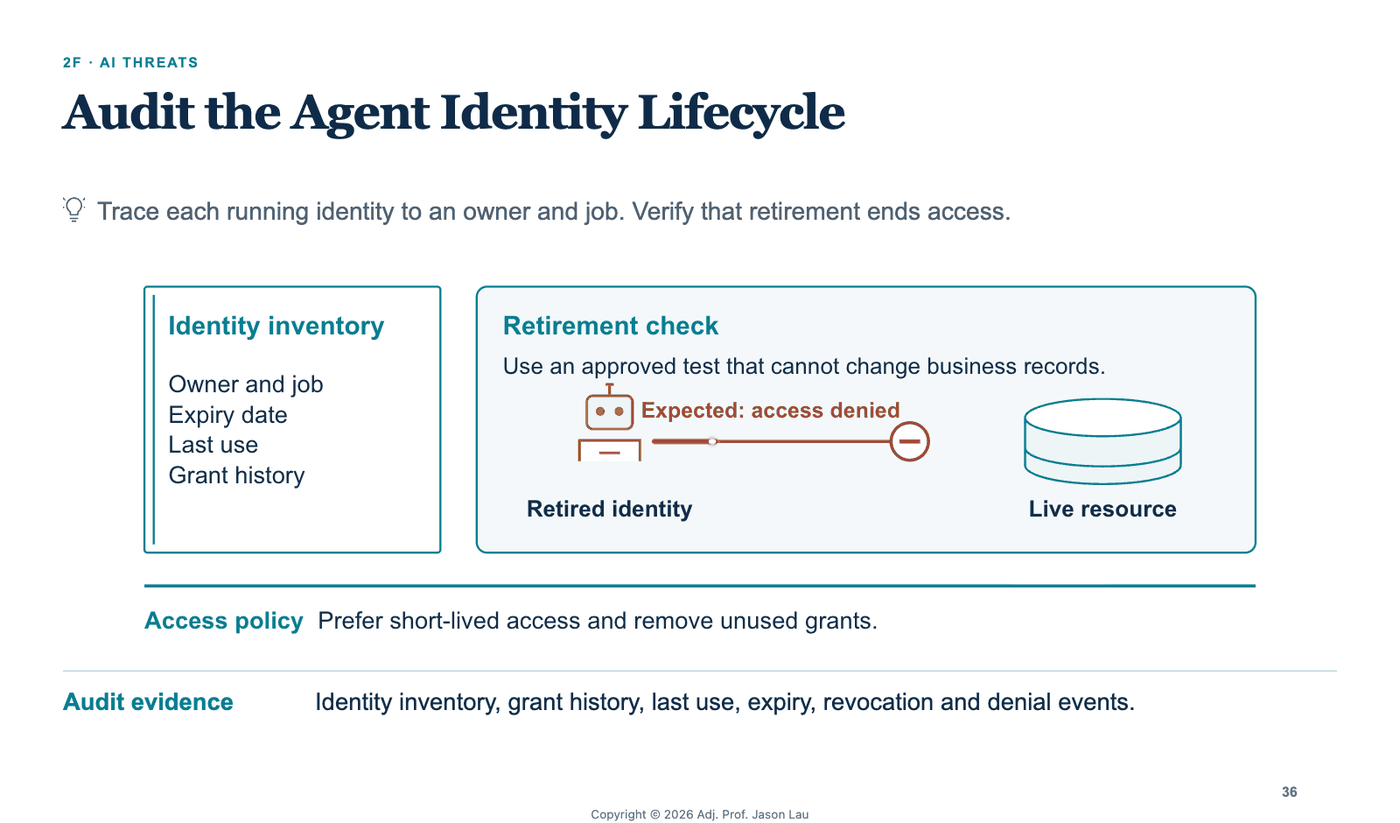 2F · AI THREATS
Audit the Agent Identity Lifecycle
Trace each running identity to an owner and job. Verify that retirement ends access.
Identity inventory
Owner and job
Expiry date
Last use
Grant history
Retirement check
Use an approved test that cannot change business records.
Expected: access denied
Retired identity
Live resource
Access policy Prefer short-lived access and remove unused grants.
Audit evidence Identity inventory, grant history, last use, expiry, revocation and denial events.
36
Copyright © 2026 Adj. Prof. Jason Lau